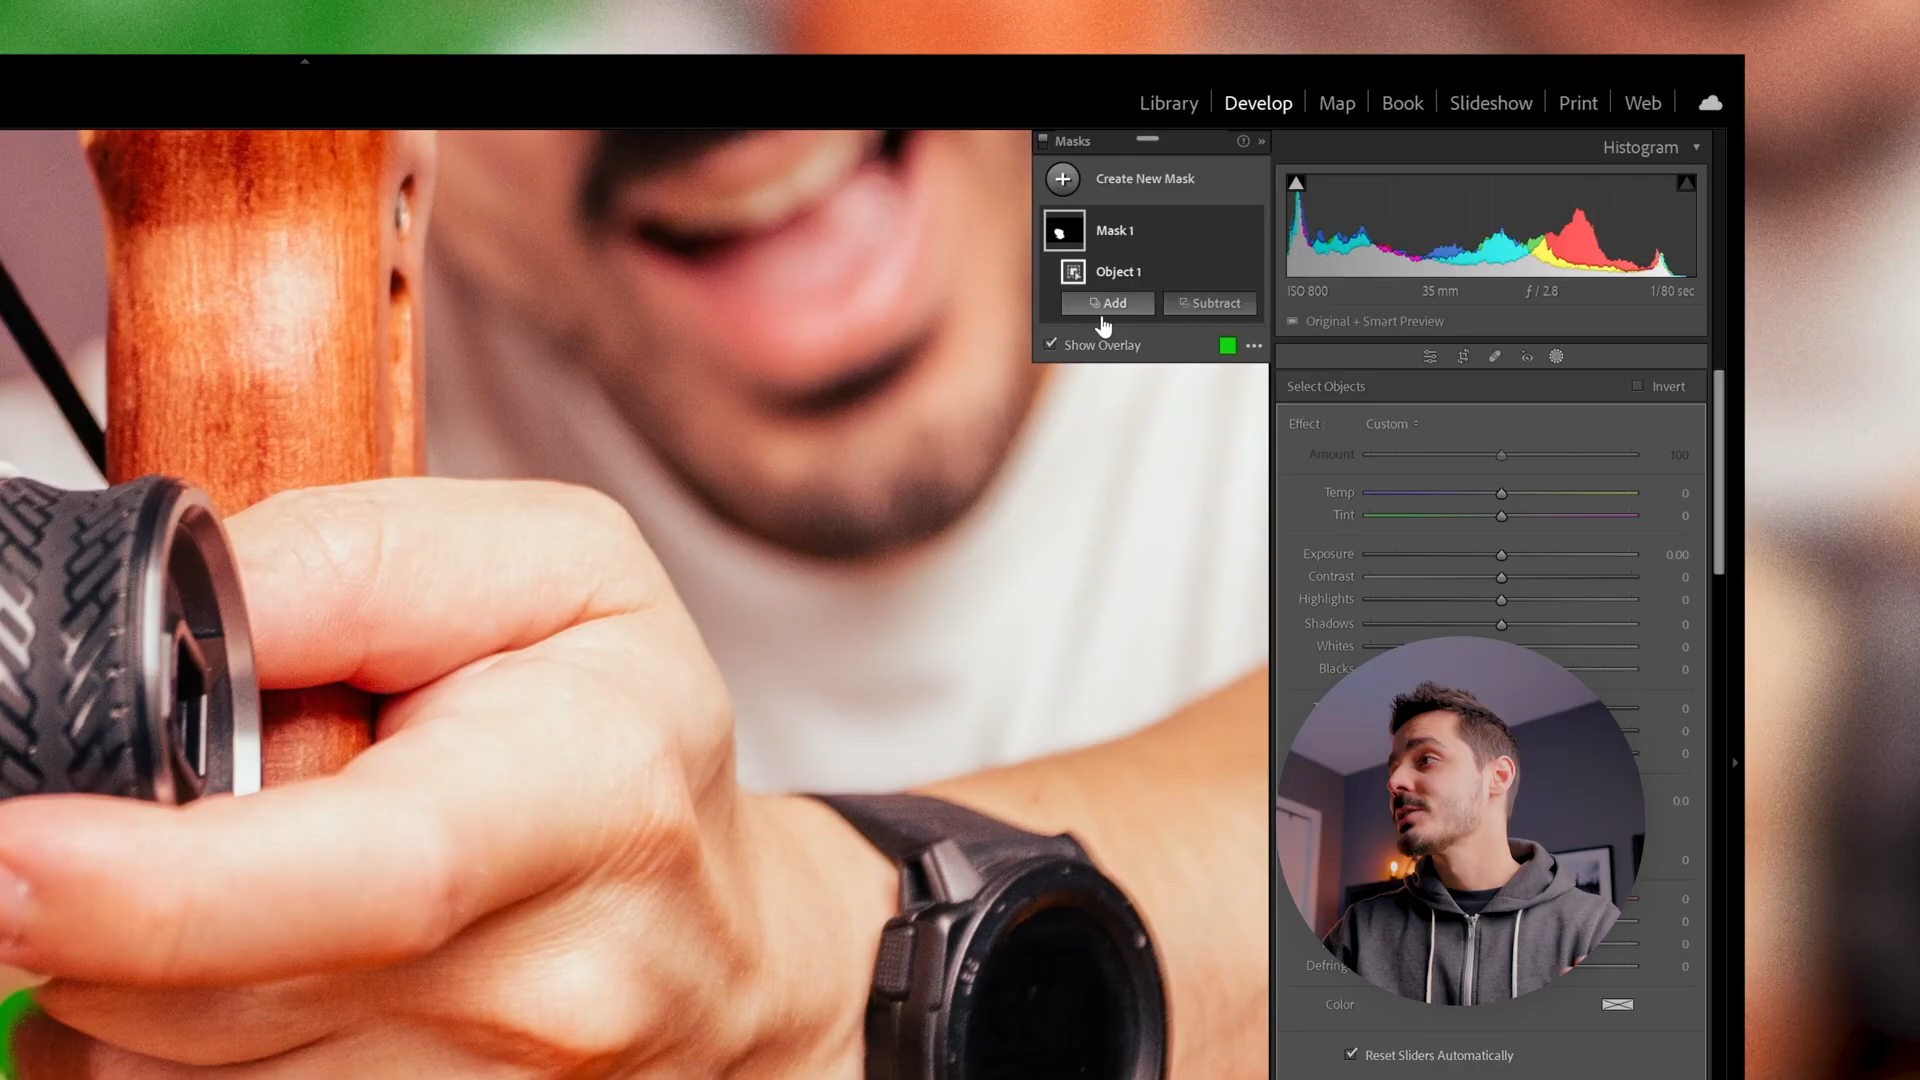 Library Develop Map Book Slideshow Print Web
Masks
Create New Mask
Mask 1
Object 1
Add Subtract
Show Overlay
Histogram
ISO 800 35 mm ƒ / 2.8 1/80 sec
Original + Smart Preview
Select Objects Invert
Effect : Custom
Amount 100
Temp 0
Tint 0
Exposure 0.00
Contrast 0
Highlights 0
Shadows 0
Whites 0
Blacks 0
0
0
0
0.0
0
0
0
0
Defring 0
Color
Reset Sliders Automatically